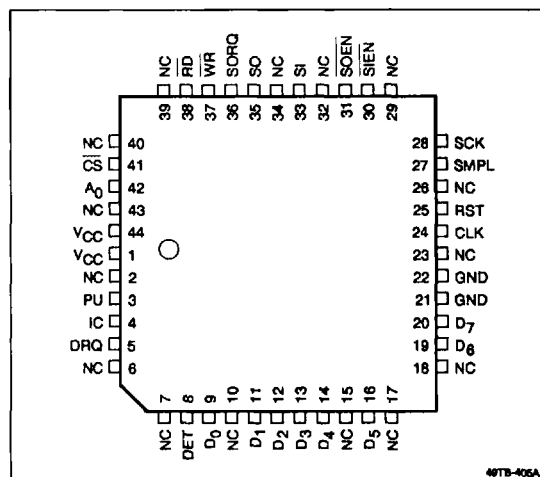 NC RD WR SORQ SO NC SI NC SOEN SIEN NC
39 38 37 36 35 34 33 32 31 30 29
NC 40 28 SCK
CS 41 27 SMPL
A0 42 26 NC
NC 43 25 RST
VCC 44 24 CLK
VCC 1 23 NC
NC 2 22 GND
PU 3 21 GND
IC 4 20 D7
DRQ 5 19 D6
NC 6 18 NC
7 8 9 10 11 12 13 14 15 16 17
NC DET D0 NC D1 D2 D3 D4 NC D5 NC
49TB-405A